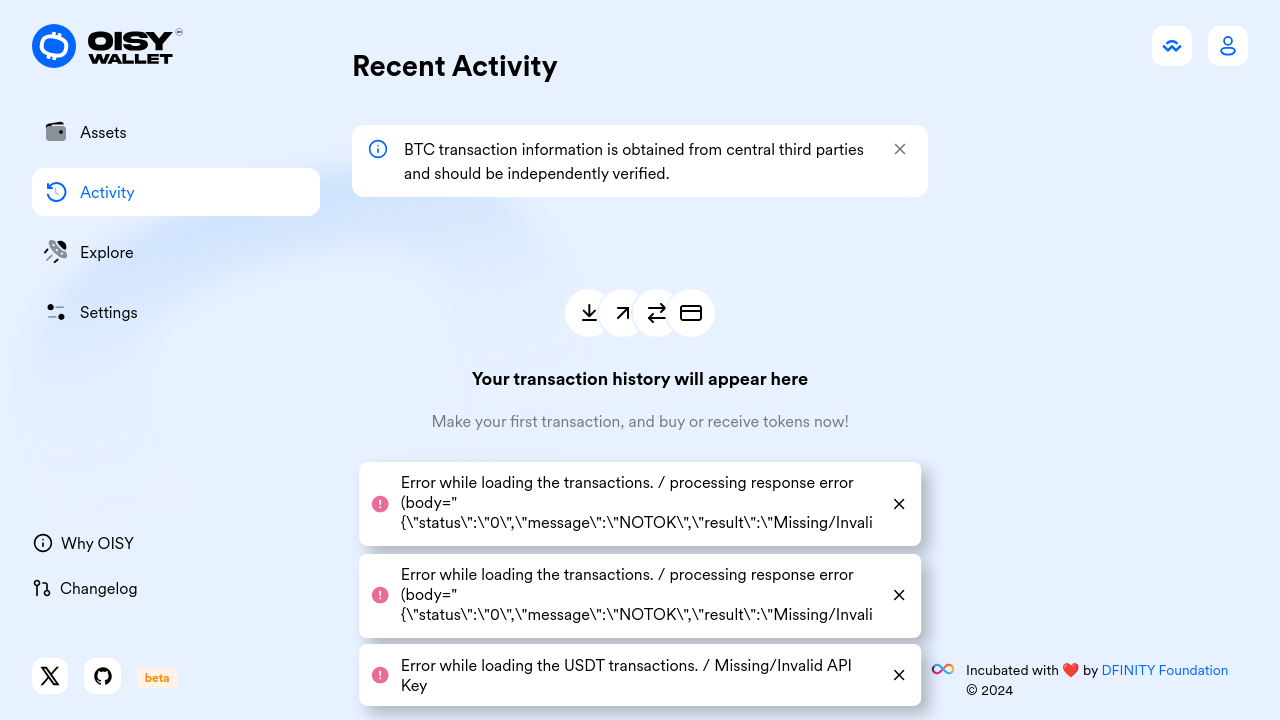 OISY
WALLET
Recent Activity
Assets
Activity
Explore
Settings
BTC transaction information is obtained from central third parties
and should be independently verified.
Your transaction history will appear here
Make your first transaction, and buy or receive tokens now!
Error while loading the transactions. / processing response error
(body="
{\"status\":\"0\",\"message\":\"NOTOK\",\"result\":\"Missing/Invali
Error while loading the transactions. / processing response error
(body="
{\"status\":\"0\",\"message\":\"NOTOK\",\"result\":\"Missing/Invali
Error while loading the USDT transactions. / Missing/Invalid API
Key
Why OISY
Changelog
beta
Incubated with ❤️ by DFINITY Foundation
© 2024